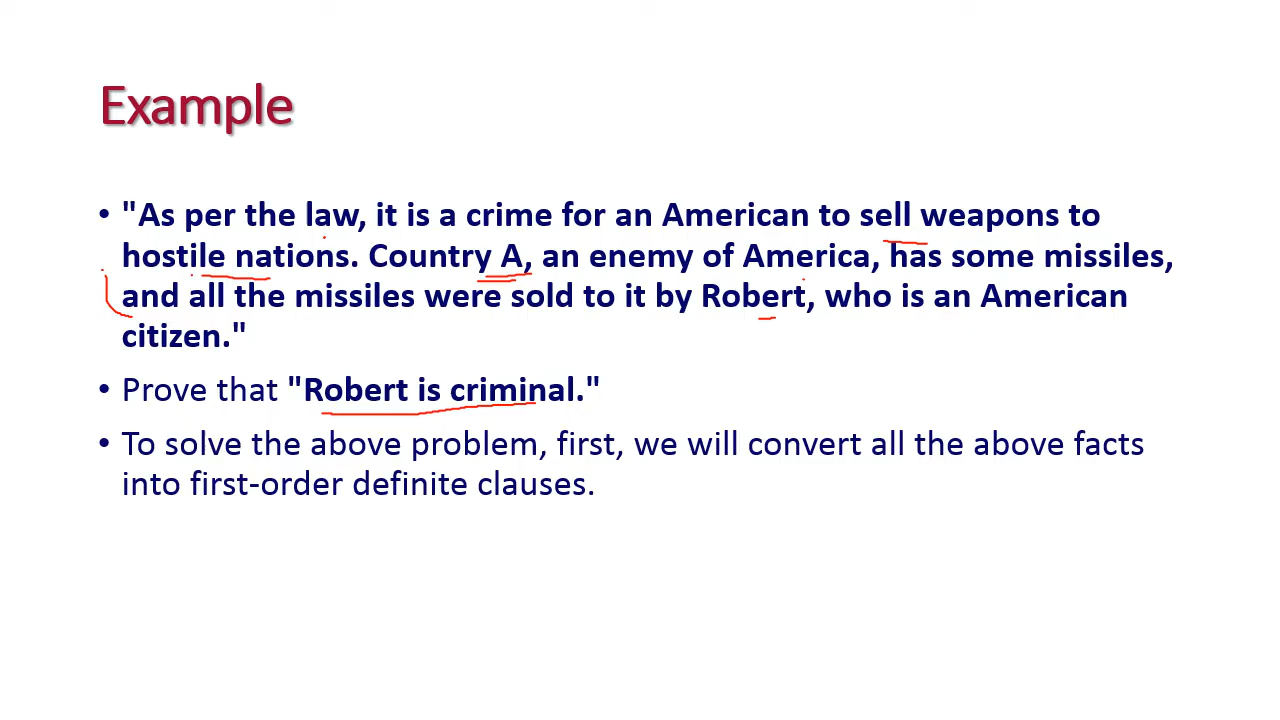 Example
• "As per the law, it is a crime for an American to sell weapons to
hostile nations. Country A, an enemy of America, has some missiles,
and all the missiles were sold to it by Robert, who is an American
citizen."
• Prove that "Robert is criminal."
• To solve the above problem, first, we will convert all the above facts
into first-order definite clauses.